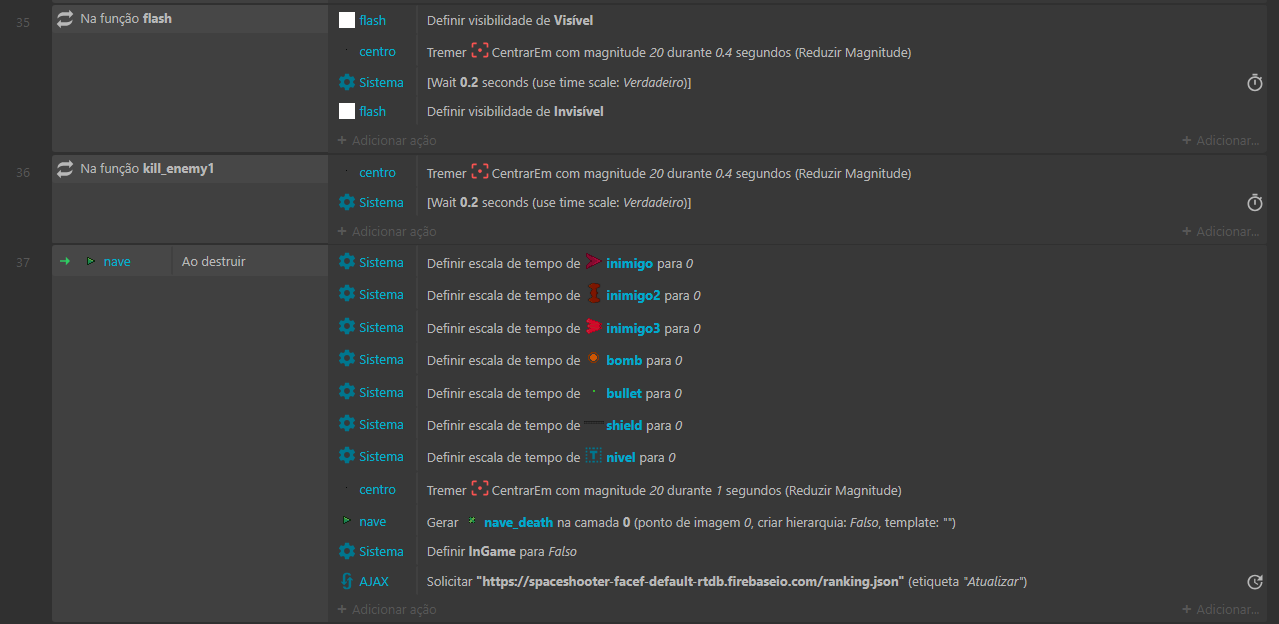 35 Na função flash flash Definir visibilidade de Visível
centro Tremer CentrarEm com magnitude 20 durante 0.4 segundos (Reduzir Magnitude)
Sistema [Wait 0.2 seconds (use time scale: Verdadeiro)]
flash Definir visibilidade de Invisível
+ Adicionar ação + Adicionar...
36 Na função kill_enemy1 centro Tremer CentrarEm com magnitude 20 durante 0.4 segundos (Reduzir Magnitude)
Sistema [Wait 0.2 seconds (use time scale: Verdadeiro)]
+ Adicionar ação + Adicionar...
37 nave Ao destruir Sistema Definir escala de tempo de inimigo para 0
Sistema Definir escala de tempo de inimigo2 para 0
Sistema Definir escala de tempo de inimigo3 para 0
Sistema Definir escala de tempo de bomb para 0
Sistema Definir escala de tempo de bullet para 0
Sistema Definir escala de tempo de shield para 0
Sistema Definir escala de tempo de T nivel para 0
centro Tremer CentrarEm com magnitude 20 durante 1 segundos (Reduzir Magnitude)
nave Gerar nave_death na camada 0 (ponto de imagem 0, criar hierarquia: Falso, template: "")
Sistema Definir InGame para Falso
AJAX Solicitar "https://spaceshooter-facef-default-rtdb.firebaseio.com/ranking.json" (etiqueta "Atualizar")
+ Adicionar ação + Adicionar...